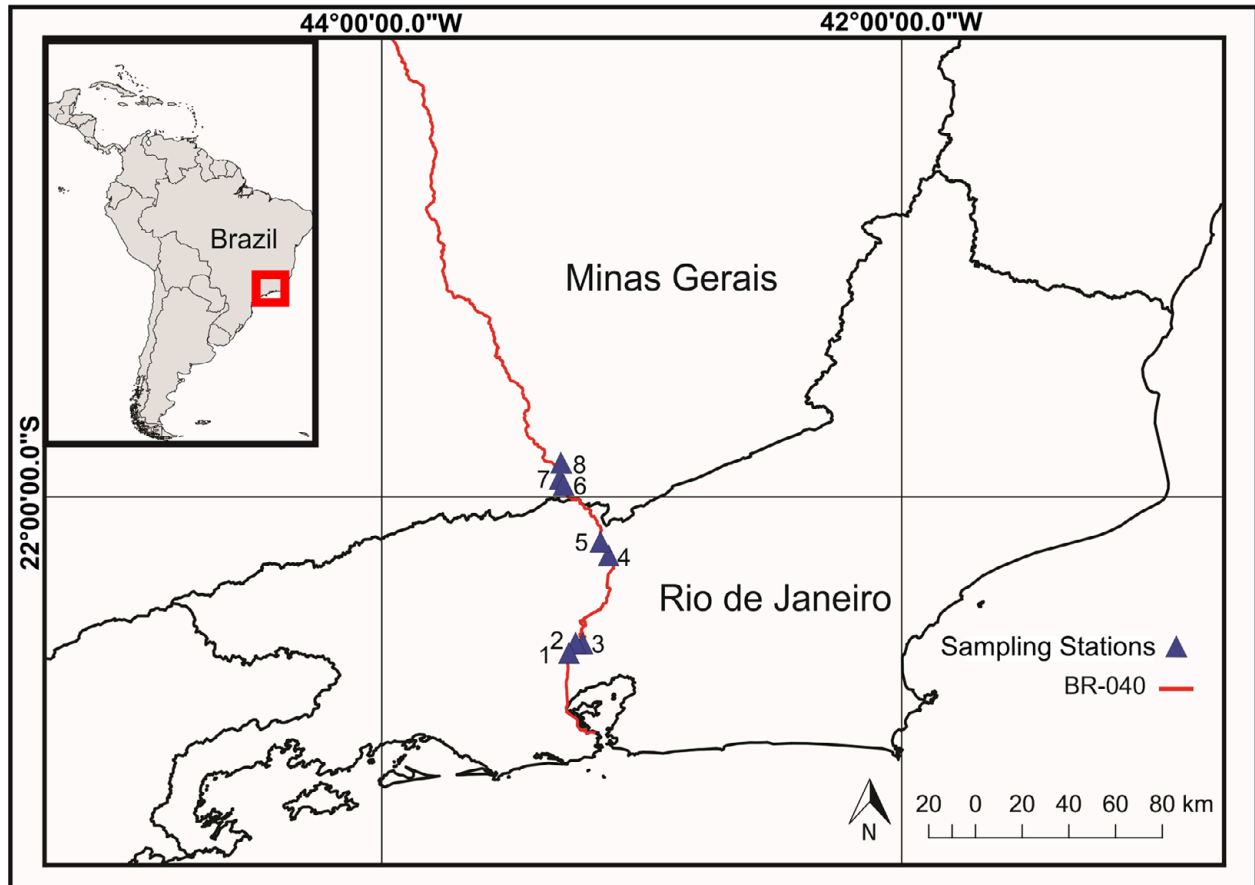 44°00'00.0"W
42°00'00.0"W
Brazil
Minas Gerais
22°00'00.0"S
8
7
6
5
4
Rio de Janeiro
2
3
1
Sampling Stations
BR-040
20 0 20 40 60 80 km
N